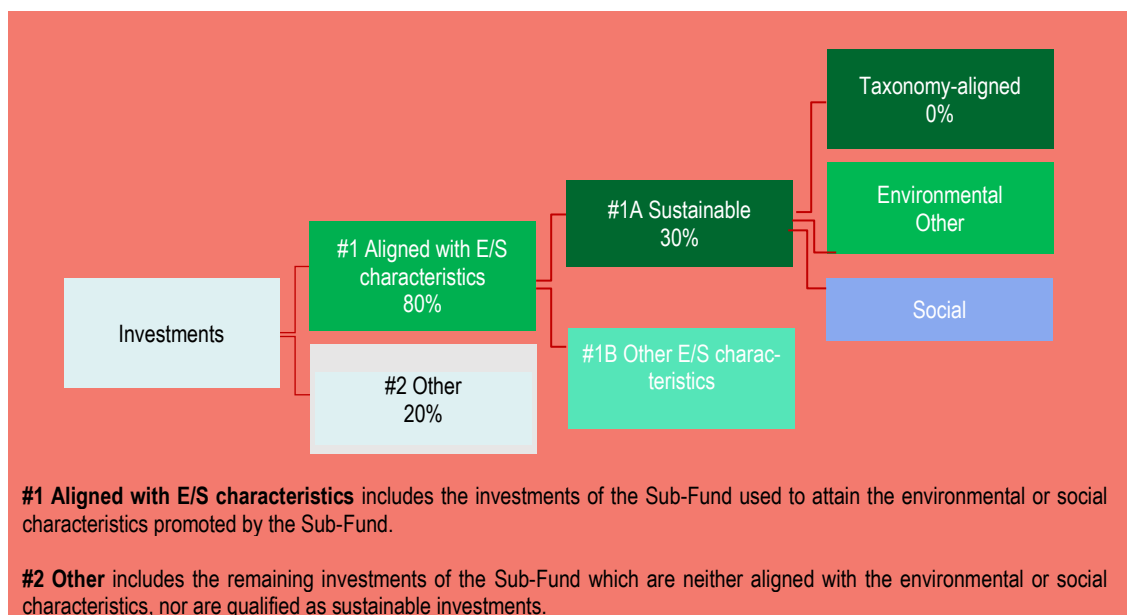 Taxonomy-aligned
0%
Environmental
Other
#1A Sustainable
30%
#1 Aligned with E/S
characteristics
80%
Social
Investments
#1B Other E/S charac-
teristics
#2 Other
20%
#1 Aligned with E/S characteristics includes the investments of the Sub-Fund used to attain the environmental or social
characteristics promoted by the Sub-Fund.
#2 Other includes the remaining investments of the Sub-Fund which are neither aligned with the environmental or social
characteristics, nor are qualified as sustainable investments.